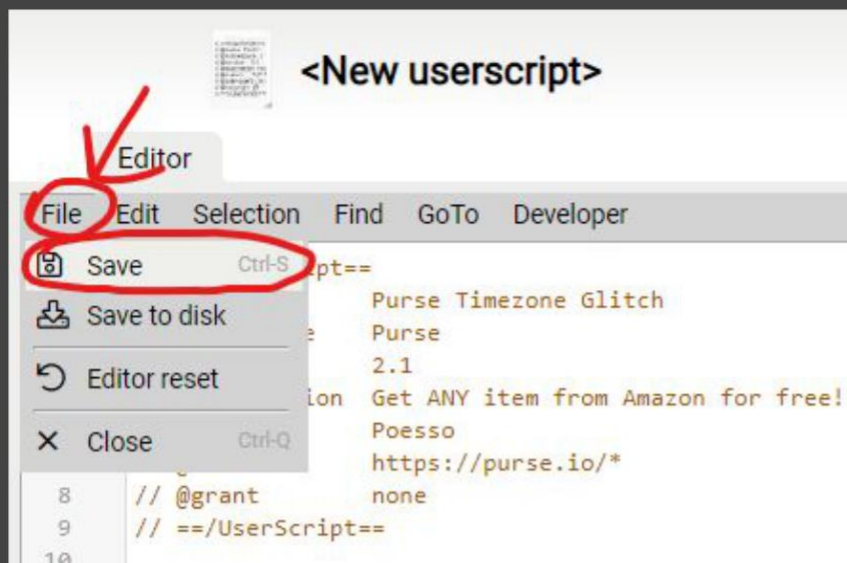 <New userscript>
Editor
File Edit Selection Find GoTo Developer
Save Ctrl-S
Save to disk
Editor reset
Close Ctrl-Q
pt==
Purse Timezone Glitch
e Purse
2.1
ion Get ANY item from Amazon for free!
Poesso
https://purse.io/*
8 // @grant none
9 // ==/UserScript==
10